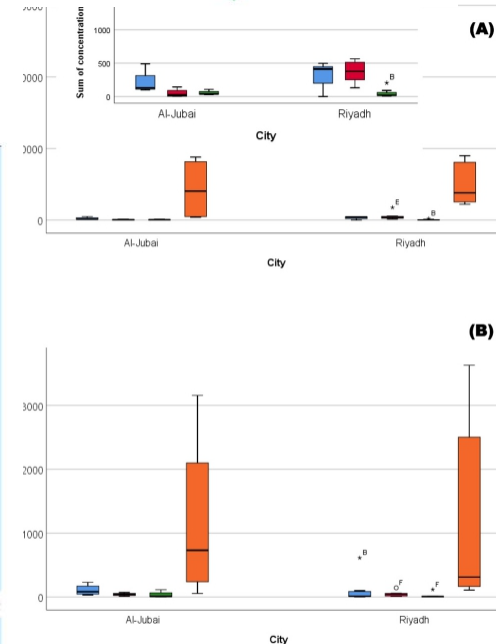 (A)
Sum of concentration
1000
500
0
B
Al-Jubai
Riyadh
City
0
E
B
Al-Jubai
Riyadh
City
(B)
3000
2000
1000
0
B
F
F
Al-Jubai
Riyadh
City